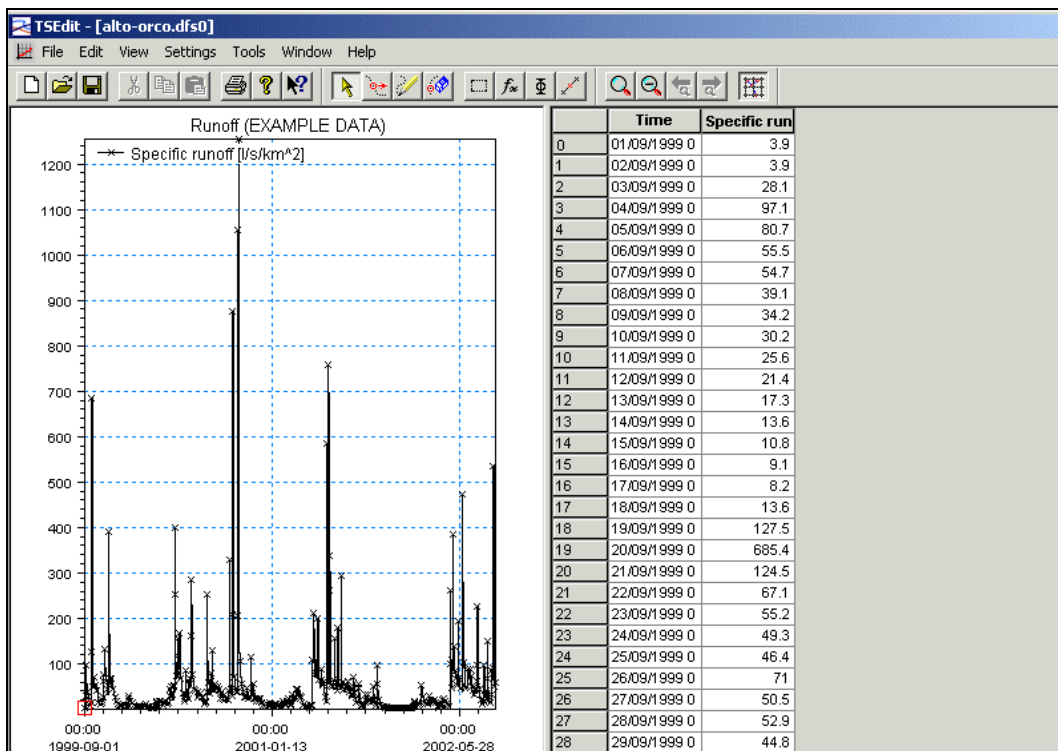 TSEdit - [alto-orco.dfs0]
File Edit View Settings Tools Window Help
Runoff (EXAMPLE DATA)
Specific runoff [l/s/km^2]
1200
1100
1000
900
800
700
600
500
400
300
200
100
00:00 00:00 00:00
1999-09-01 2001-01-13 2002-05-28
Time Specific run
0 01/09/1999 0 3.9
1 02/09/1999 0 3.9
2 03/09/1999 0 28.1
3 04/09/1999 0 97.1
4 05/09/1999 0 80.7
5 06/09/1999 0 55.5
6 07/09/1999 0 54.7
7 08/09/1999 0 39.1
8 09/09/1999 0 34.2
9 10/09/1999 0 30.2
10 11/09/1999 0 25.6
11 12/09/1999 0 21.4
12 13/09/1999 0 17.3
13 14/09/1999 0 13.6
14 15/09/1999 0 10.8
15 16/09/1999 0 9.1
16 17/09/1999 0 8.2
17 18/09/1999 0 13.6
18 19/09/1999 0 127.5
19 20/09/1999 0 685.4
20 21/09/1999 0 124.5
21 22/09/1999 0 67.1
22 23/09/1999 0 55.2
23 24/09/1999 0 49.3
24 25/09/1999 0 46.4
25 26/09/1999 0 71
26 27/09/1999 0 50.5
27 28/09/1999 0 52.9
28 29/09/1999 0 44.8